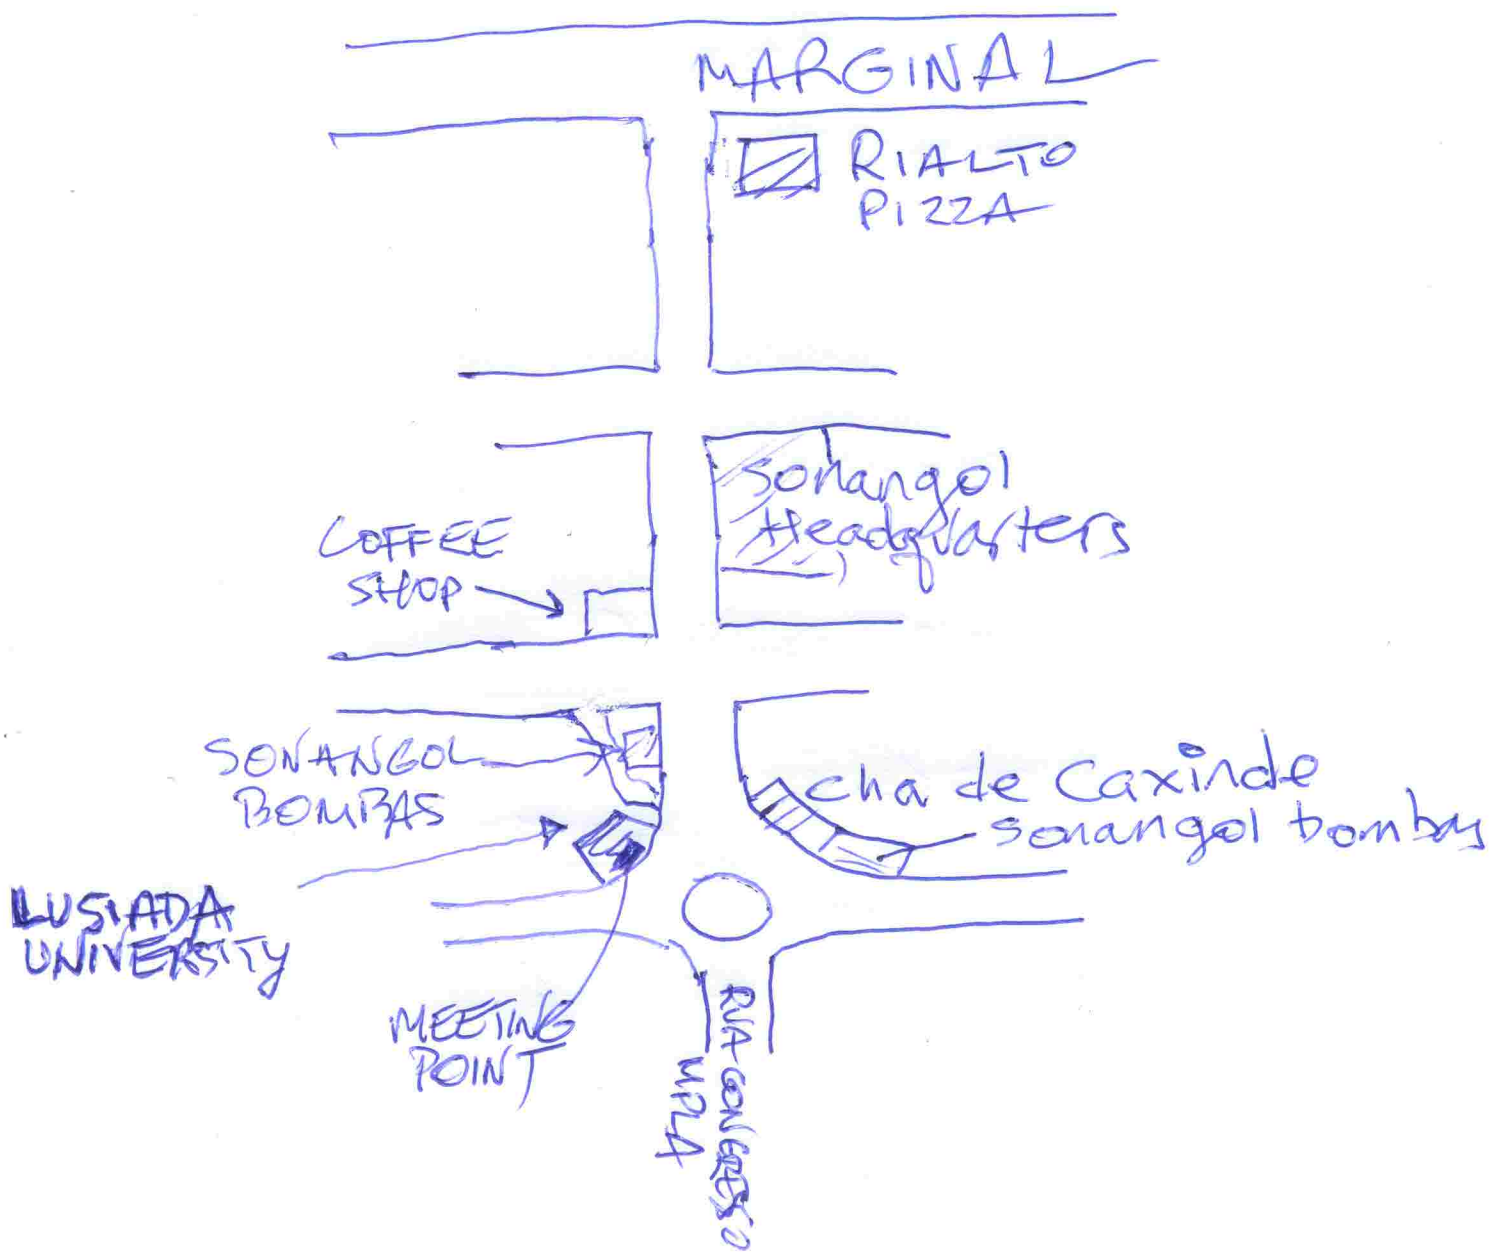 MARGINAL
RIALTO
PIZZA
Sonangol
Headquarters
COFFEE
SHOP
SONANGOL
BOMBAS
cha de Caxinde
sonangol bombas
LUSIADA
UNIVERSITY
MEETING
POINT
RUA CONGRESSO
MPLA